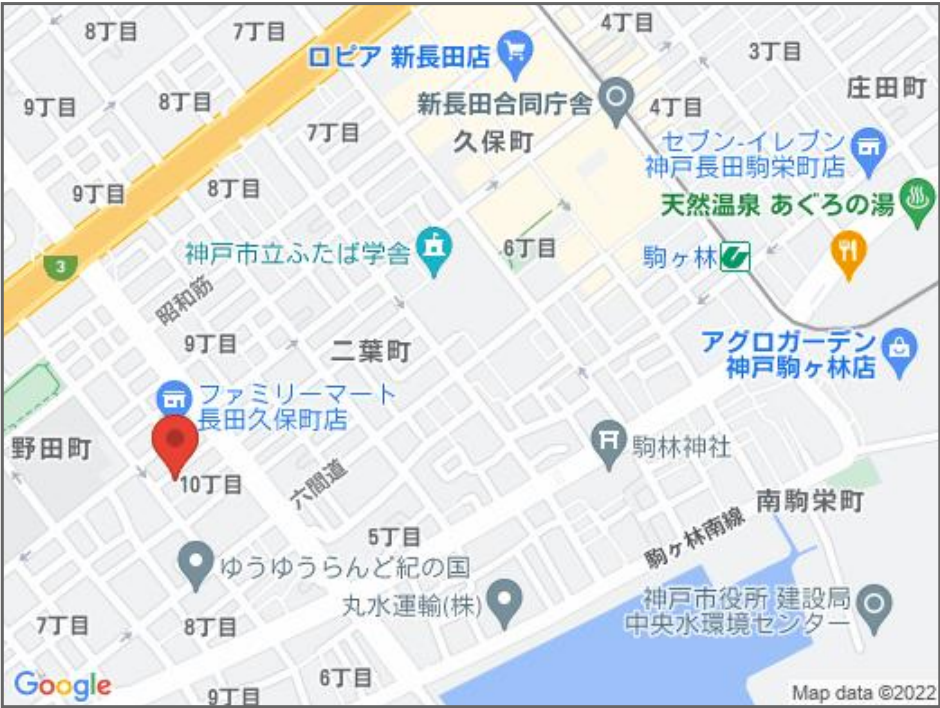 8丁目
7丁目
4丁目
3丁目
ロピア 新長田店
庄田町
9丁目
8丁目
新長田合同庁舎
4丁目
7丁目
久保町
セブン-イレブン
神戸長田駒栄町店
9丁目
8丁目
天然温泉 あぐろの湯
神戸市立ふたば学舎
6丁目
駒ヶ林
3
昭和筋
9丁目
二葉町
アグロガーデン
神戸駒ヶ林店
ファミリーマート
長田久保町店
野田町
駒林神社
10丁目
六間道
南駒栄町
5丁目
駒ヶ林南線
ゆうゆうらんど紀の国
丸水運輸(株)
神戸市役所 建設局
中央水環境センター
7丁目
8丁目
6丁目
9丁目
Google
Map data ©2022